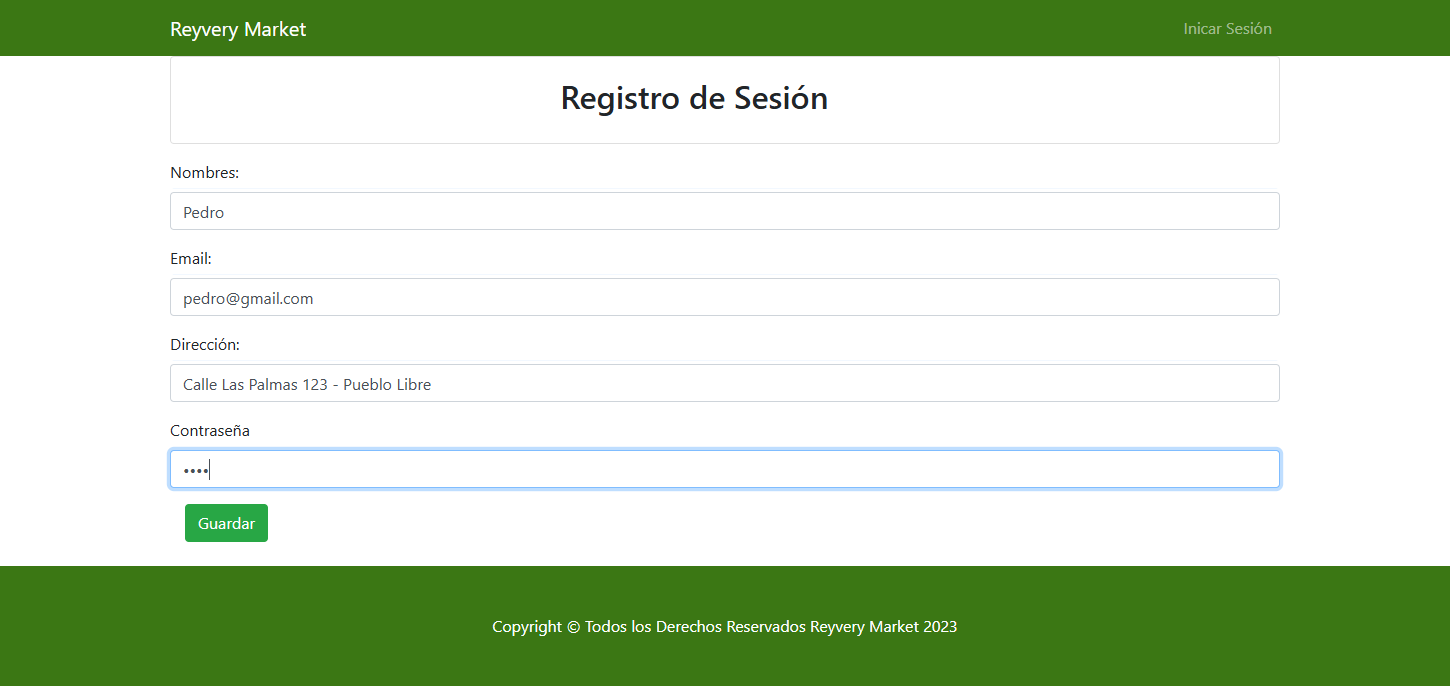 Reyvery Market
Inicar Sesión
Registro de Sesión
Nombres:
Pedro
Email:
pedro@gmail.com
Dirección:
Calle Las Palmas 123 - Pueblo Libre
Contraseña
••••
Guardar
Copyright © Todos los Derechos Reservados Reyvery Market 2023